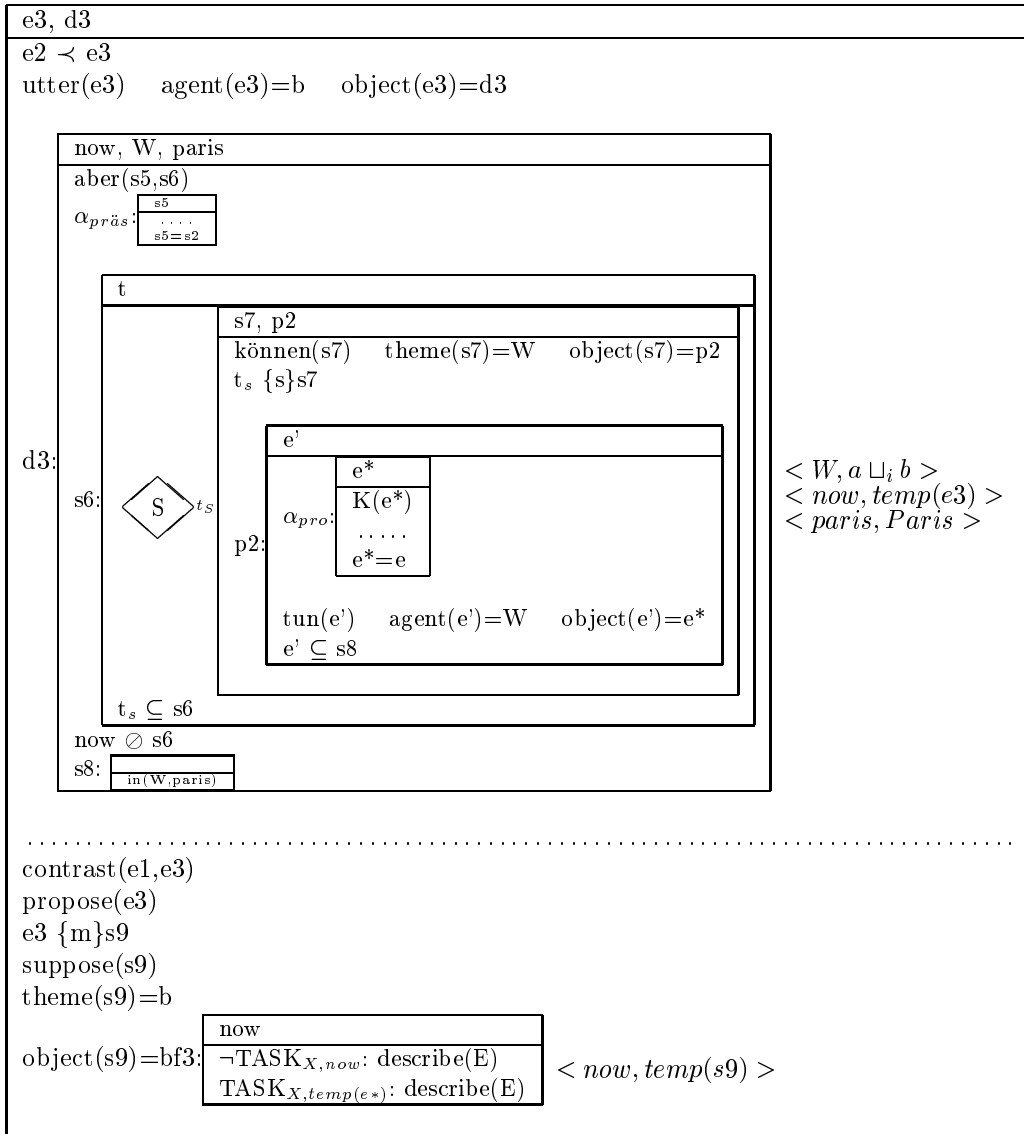 e3, d3
e2 ≺ e3
utter(e3) agent(e3)=b object(e3)=d3
now, W, paris
aber(s5,s6)
α_präs:
s5
. . . .
s5=s2
t
s7, p2
können(s7) theme(s7)=W object(s7)=p2
t_s {s}s7
e'
e*
α_pro:
K(e*)
. . . . .
e*=e
d3:
s6:
S
t_S
p2:
tun(e') agent(e')=W object(e')=e*
e' ⊆ s8
< W, a ⊔_i b >
< now, temp(e3) >
< paris, Paris >
t_s ⊆ s6
now ⊘ s6
s8:
in(W,paris)
contrast(e1,e3)
propose(e3)
e3 {m}s9
suppose(s9)
theme(s9)=b
now
object(s9)=bf3:
¬TASK_X,now: describe(E)
TASK_X,temp(e*): describe(E)
< now, temp(s9) >